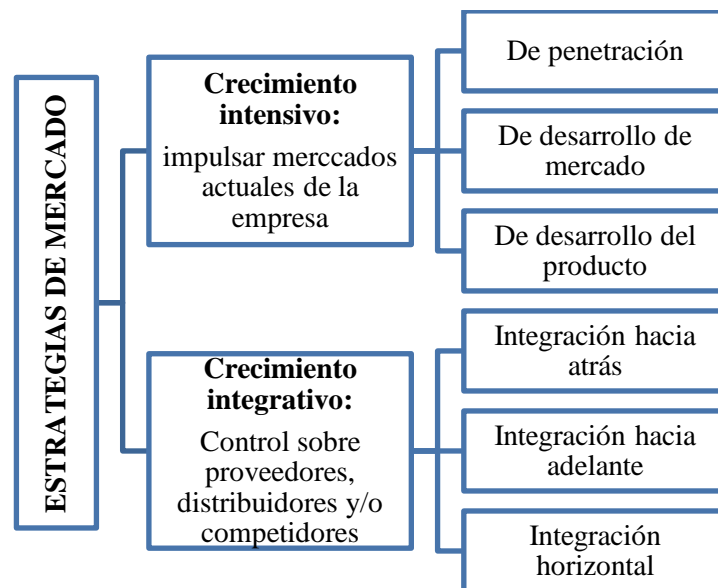 ESTRATEGIAS DE MERCADO
Crecimiento
intensivo:
impulsar merccados
actuales de la
empresa
De penetración
De desarrollo de
mercado
De desarrollo del
producto
Crecimiento
integrativo:
Control sobre
proveedores,
distribuidores y/o
competidores
Integración hacia
atrás
Integración hacia
adelante
Integración
horizontal